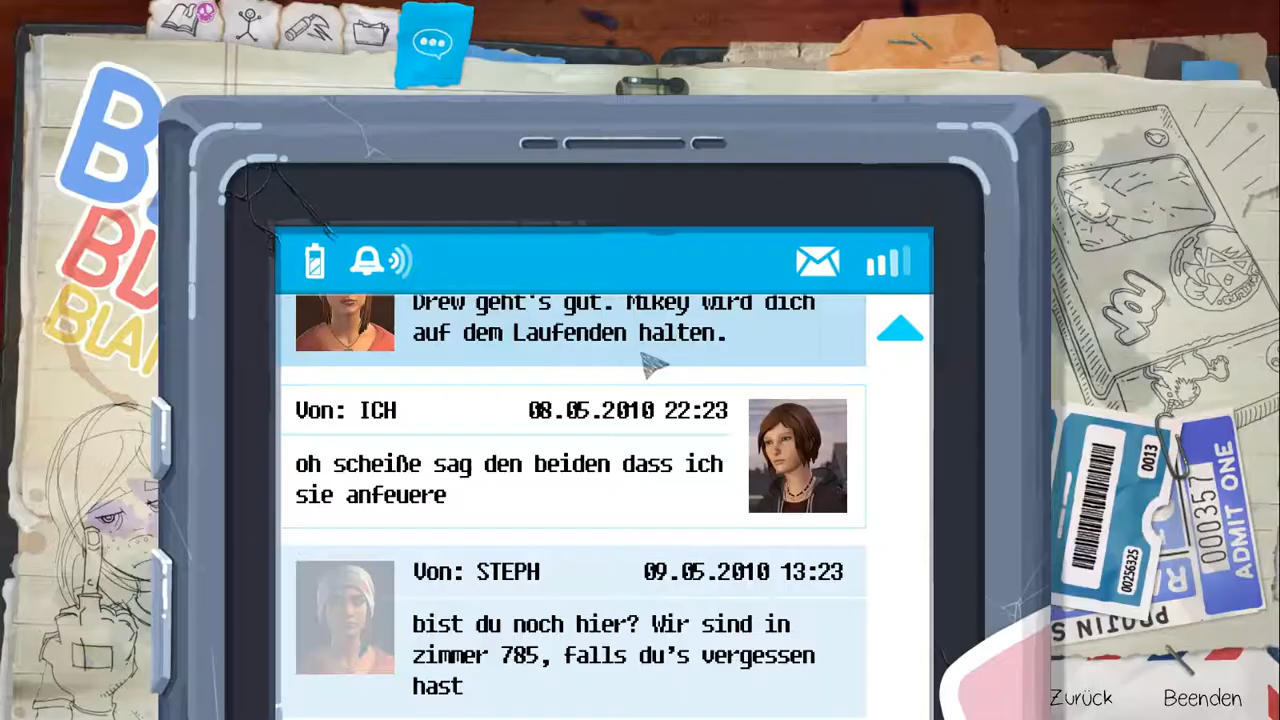 Drew geht's gut. Mikey wird dich
auf dem Laufenden halten.
Von: ICH 08.05.2010 22:23
oh scheiße sag den beiden dass ich
sie anfeuere
Von: STEPH 09.05.2010 13:23
bist du noch hier? Wir sind in
zimmer 785, falls du's vergessen
hast
0013
00256325
000357
ADMIT ONE
Zurück
Beenden